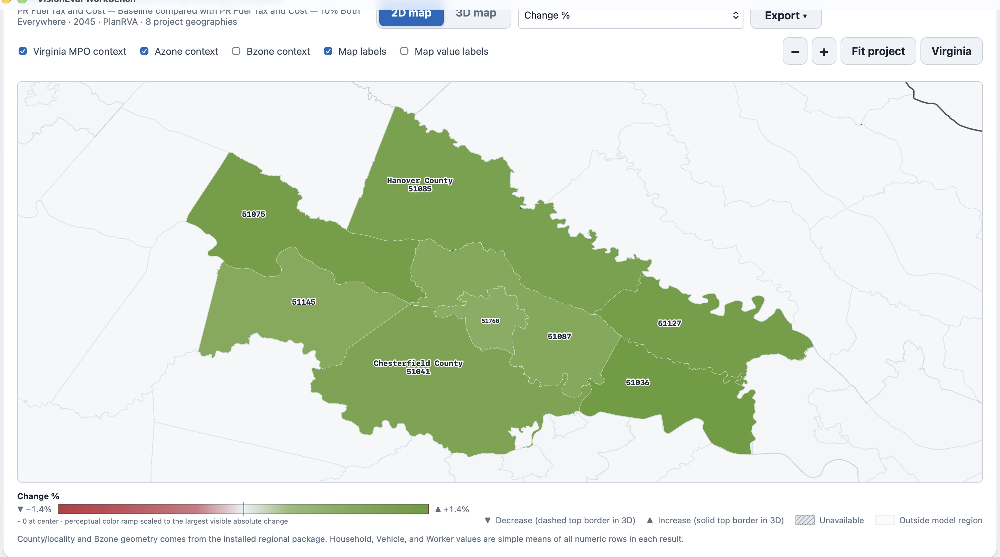 VisionEval Workbench
PR Fuel Tax and Cost — Baseline compared with PR Fuel Tax and Cost — 10% Both
Everywhere · 2045 · PlanRVA · 8 project geographies
2D map
3D map
Change %
Export ▾
Virginia MPO context
Azone context
Bzone context
Map labels
Map value labels
−
+
Fit project
Virginia
Hanover County
51085
51075
51145
51760
51127
51087
Chesterfield County
51041
51036
Change %
▼ −1.4%
▲ +1.4%
• 0 at center · perceptual color ramp scaled to the largest visible absolute change
▼ Decrease (dashed top border in 3D)
▲ Increase (solid top border in 3D)
Unavailable
Outside model region
County/locality and Bzone geometry comes from the installed regional package. Household, Vehicle, and Worker values are simple means of all numeric rows in each result.